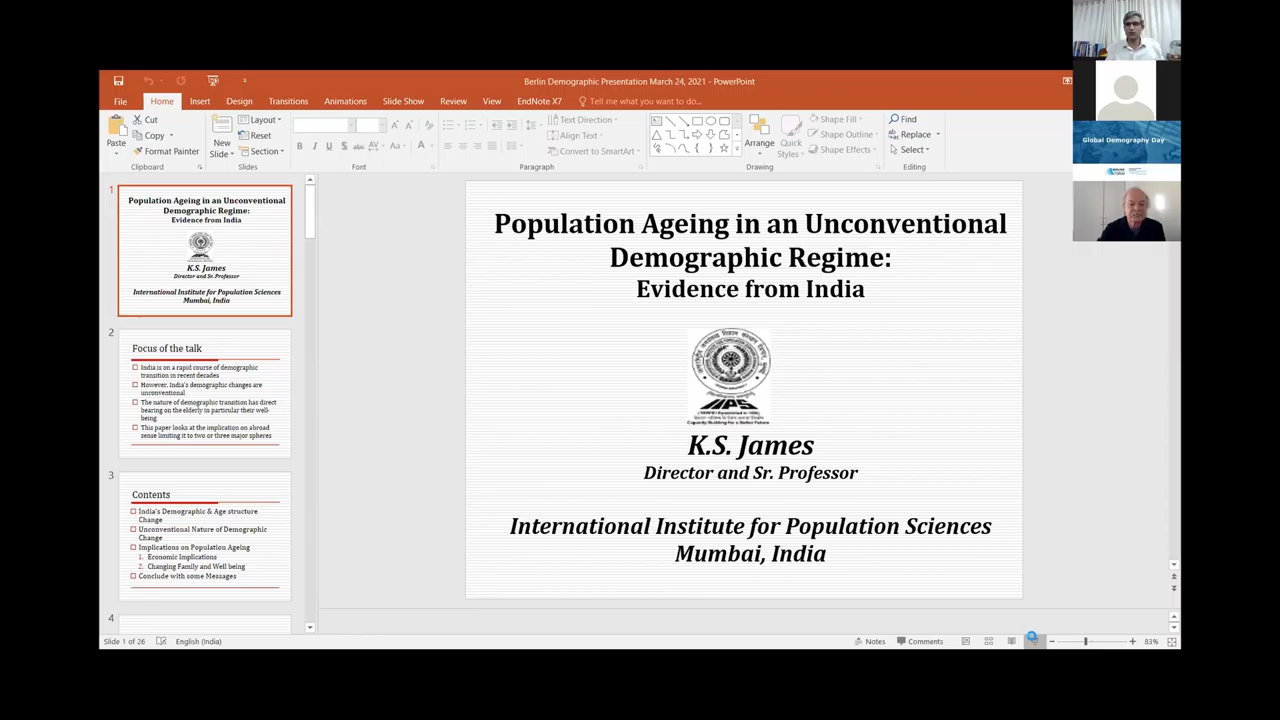 Berlin Demographic Presentation March 24, 2021 - PowerPoint
File Home Insert Design Transitions Animations Slide Show Review View EndNote X7 Tell me what you want to do...
Cut
Copy
Format Painter
Paste
Clipboard
New
Slide
Layout
Reset
Section
Slides
Font
Text Direction
Align Text
Convert to SmartArt
Paragraph
Arrange
Quick
Styles
Shape Fill
Shape Outline
Shape Effects
Drawing
Find
Replace
Select
Editing
Global Demography Day
1
Population Ageing in an Unconventional
Demographic Regime:
Evidence from India
K.S. James
Director and Sr. Professor
International Institute for Population Sciences
Mumbai, India
2
Focus of the talk
India is on a rapid course of demographic
transition in recent decades
However, India's demographic changes are
unconventional
The nature of demographic transition has direct
bearing on the elderly in particular their well-
being
This paper looks at the implication on abroad
sense limiting it to two or three major spheres
3
Contents
India's Demographic & Age structure
Change
Unconventional Nature of Demographic
Change
Implications on Population Ageing
1. Economic Implications
2. Changing Family and Well being
Conclude with some Messages
4
Population Ageing in an Unconventional
Demographic Regime:
Evidence from India
IIPS
Capacity Building for a Better Future
K.S. James
Director and Sr. Professor
International Institute for Population Sciences
Mumbai, India
Slide 1 of 26 English (India) Notes Comments 83%